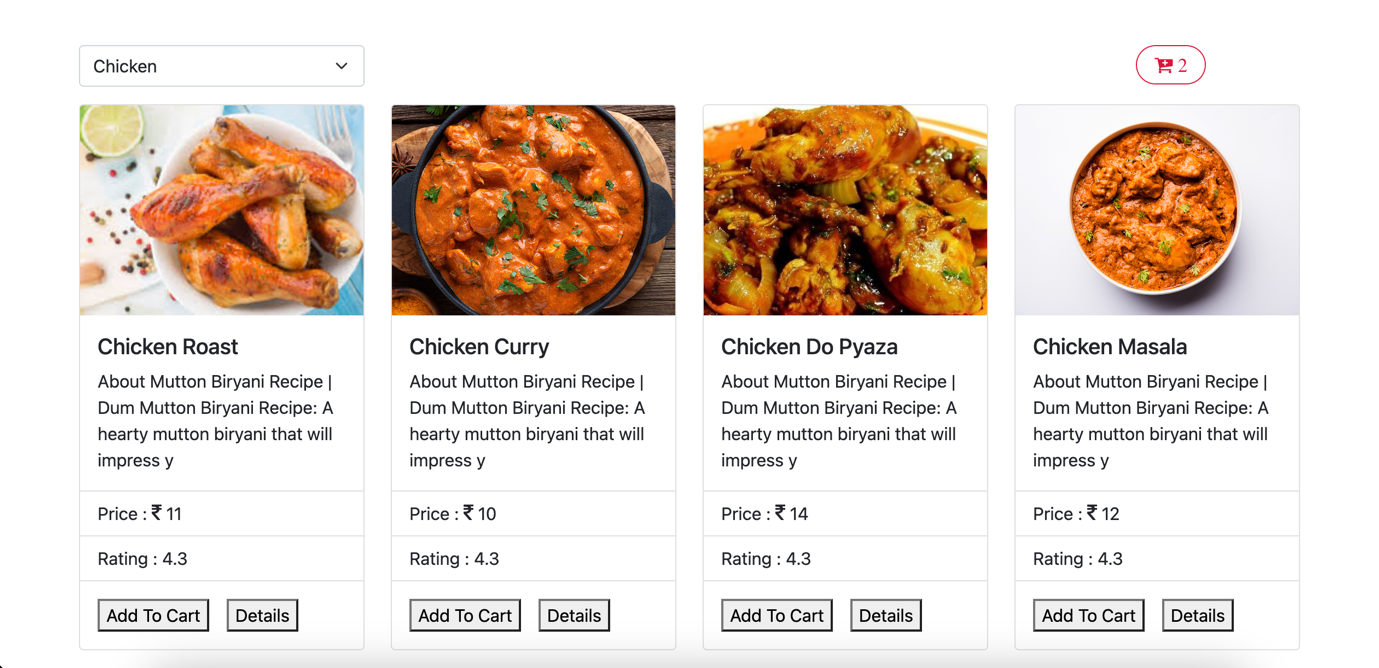 Chicken
2
Chicken Roast
About Mutton Biryani Recipe |
Dum Mutton Biryani Recipe: A
hearty mutton biryani that will
impress y
Price : ₹ 11
Rating : 4.3
Add To Cart Details
Chicken Curry
About Mutton Biryani Recipe |
Dum Mutton Biryani Recipe: A
hearty mutton biryani that will
impress y
Price : ₹ 10
Rating : 4.3
Add To Cart Details
Chicken Do Pyaza
About Mutton Biryani Recipe |
Dum Mutton Biryani Recipe: A
hearty mutton biryani that will
impress y
Price : ₹ 14
Rating : 4.3
Add To Cart Details
Chicken Masala
About Mutton Biryani Recipe |
Dum Mutton Biryani Recipe: A
hearty mutton biryani that will
impress y
Price : ₹ 12
Rating : 4.3
Add To Cart Details